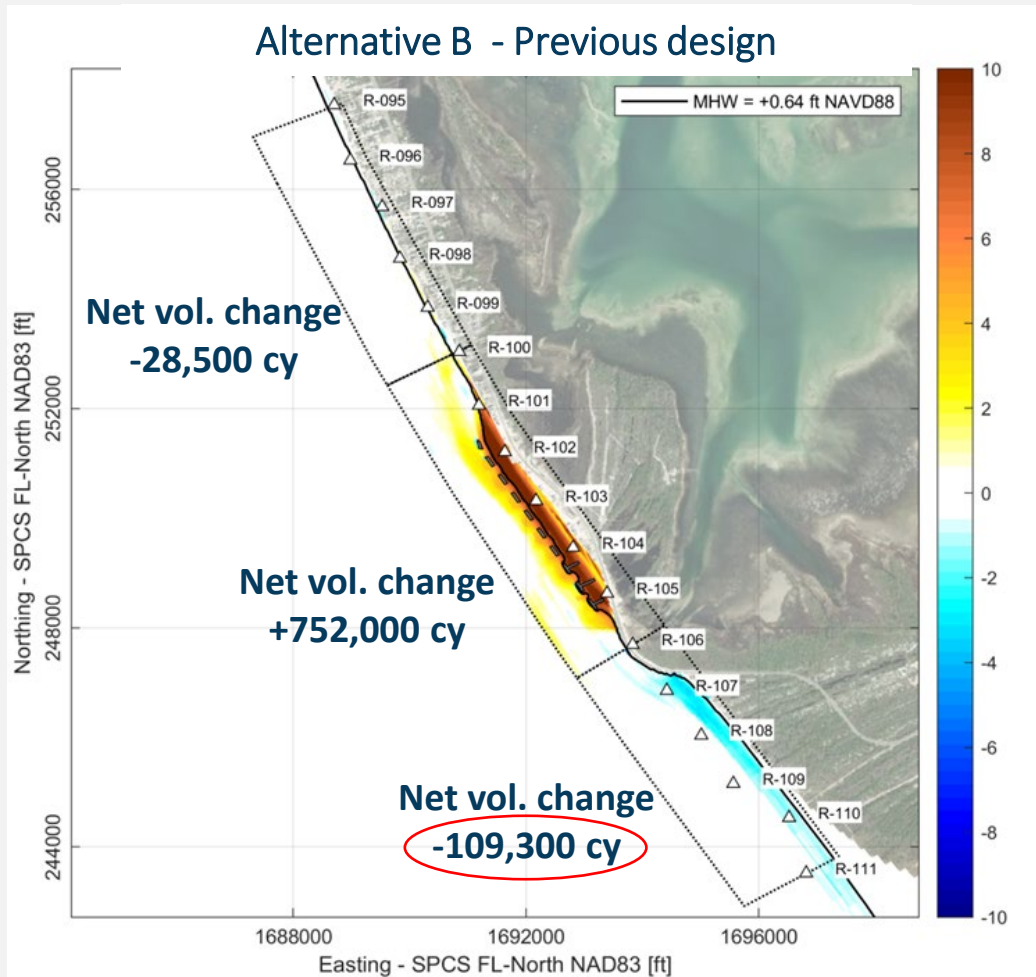 Alternative B - Previous design
MHW = +0.64 ft NAVD88
R-095
R-096
R-097
R-098
R-099
R-100
R-101
R-102
R-103
R-104
R-105
R-106
R-107
R-108
R-109
R-110
R-111
Net vol. change
-28,500 cy
Net vol. change
+752,000 cy
Net vol. change
-109,300 cy
Northing - SPCS FL-North NAD83 [ft]
256000
252000
248000
244000
1688000
1692000
1696000
Easting - SPCS FL-North NAD83 [ft]
10
8
6
4
2
0
-2
-4
-6
-8
-10